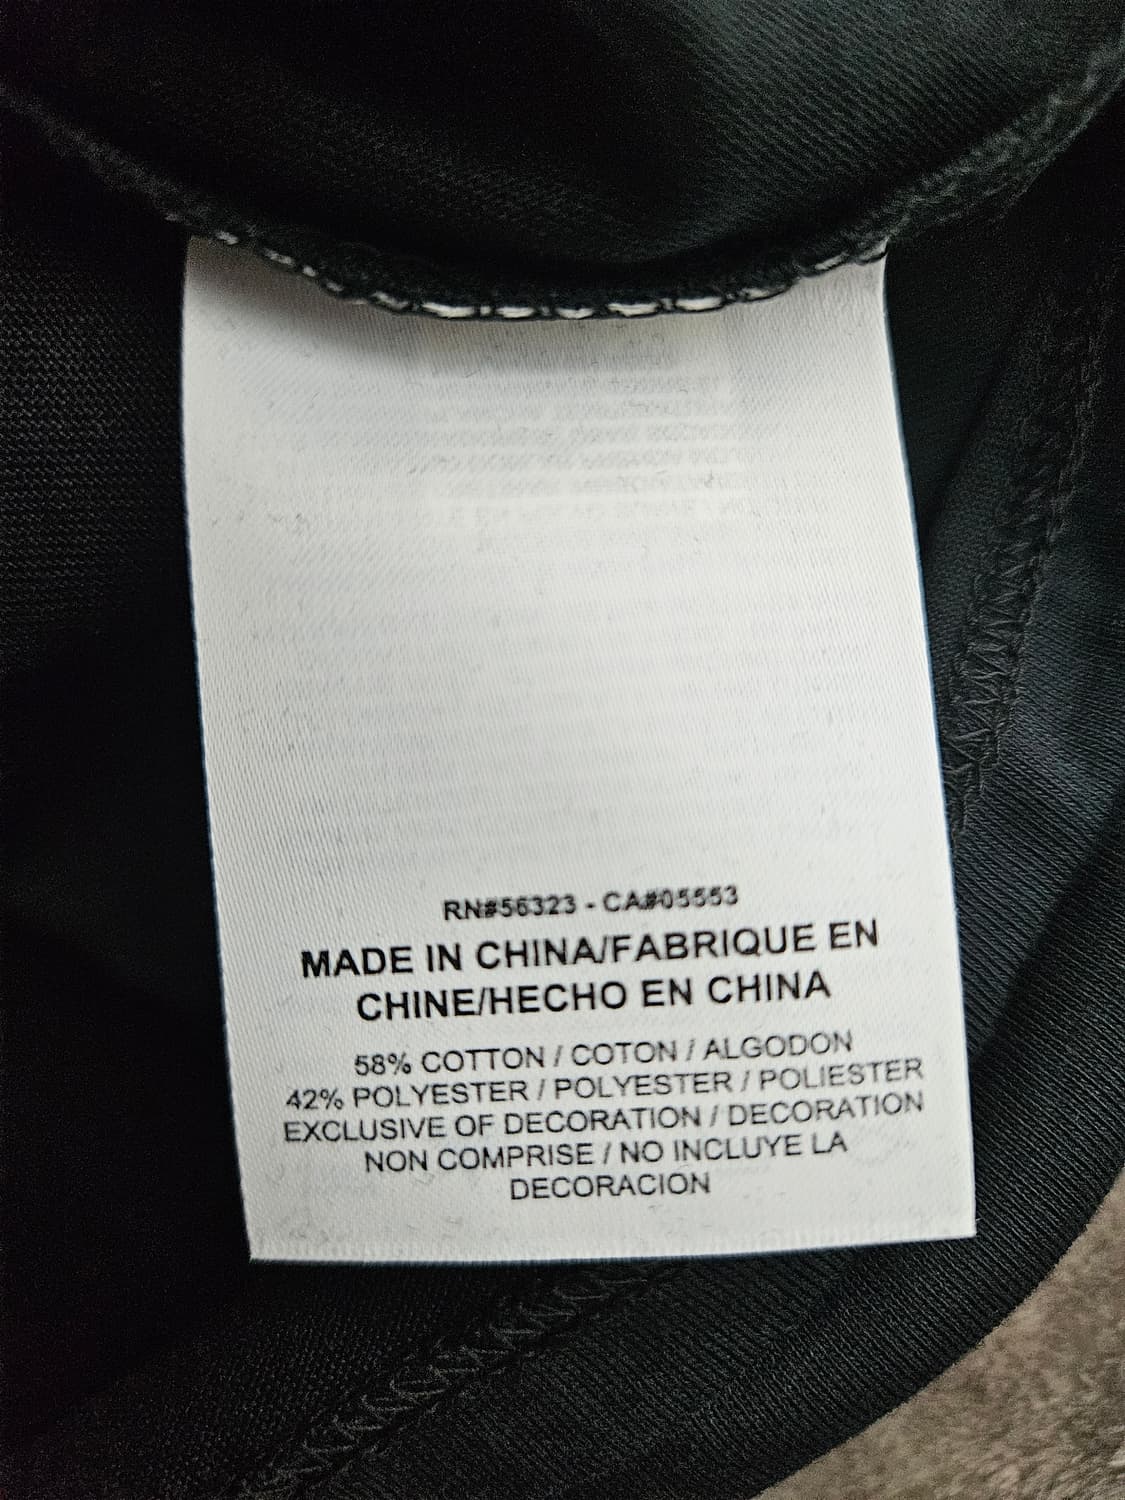 RN#56323 - CA#05553
MADE IN CHINA/FABRIQUE EN
CHINE/HECHO EN CHINA
58% COTTON / COTON / ALGODON
42% POLYESTER / POLYESTER / POLIESTER
EXCLUSIVE OF DECORATION / DECORATION
NON COMPRISE / NO INCLUYE LA
DECORACION